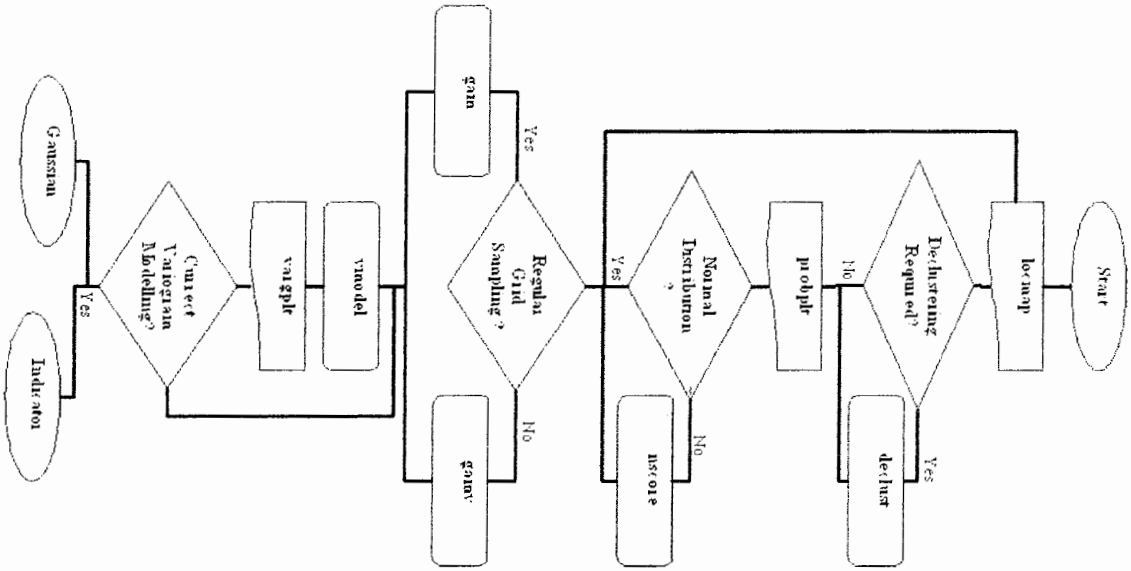 Start
locmap
Declustering
Required?
Yes
No
declust
probplt
Normal
Distribution
?
No
Yes
nscore
Regular
Grid
Sampling ?
Yes
No
gam
gamv
vmodel
vargplt
Correct
Variogram
Modelling?
Yes
Gaussian
Indicator